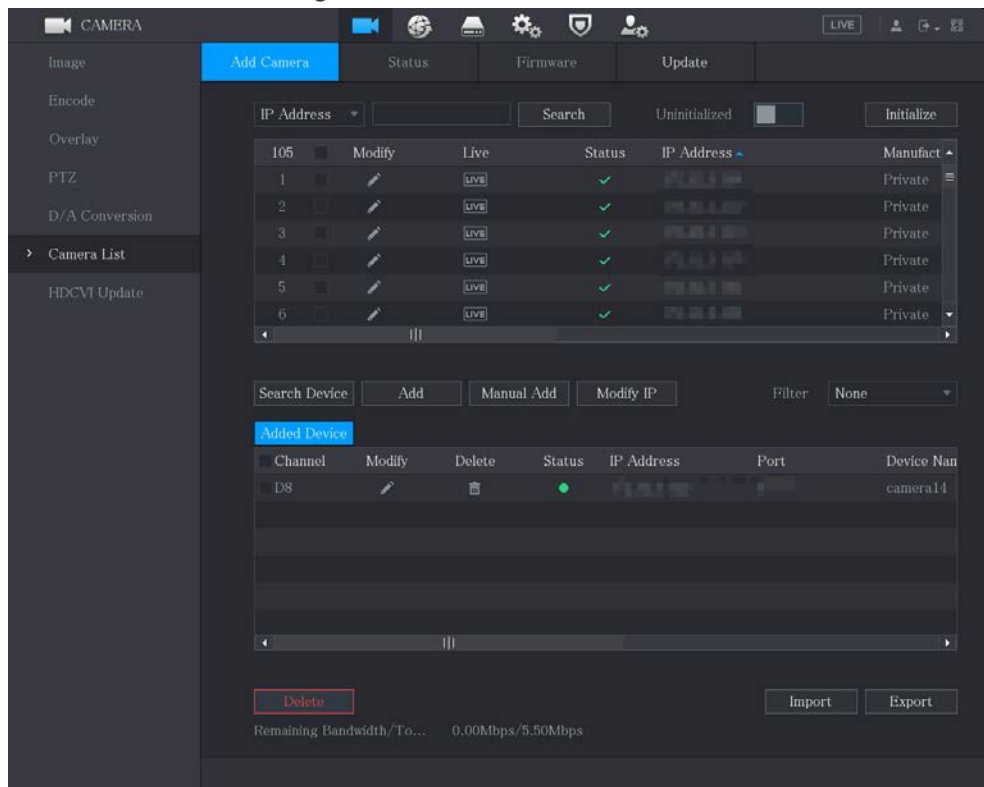 CAMERA LIVE
Image Add Camera Status Firmware Update
Encode
IP Address Search Uninitialized Initialize
Overlay
105 Modify Live Status IP Address Manufact
PTZ
1 LIVE Private
2 LIVE Private
D/A Conversion
3 LIVE Private
Camera List
4 LIVE Private
HDCVI Update
5 LIVE Private
6 LIVE Private
Search Device Add Manual Add Modify IP Filter None
Added Device
Channel Modify Delete Status IP Address Port Device Nam
D8 camera14
Delete Import Export
Remaining Bandwidth/To... 0.00Mbps/5.50Mbps